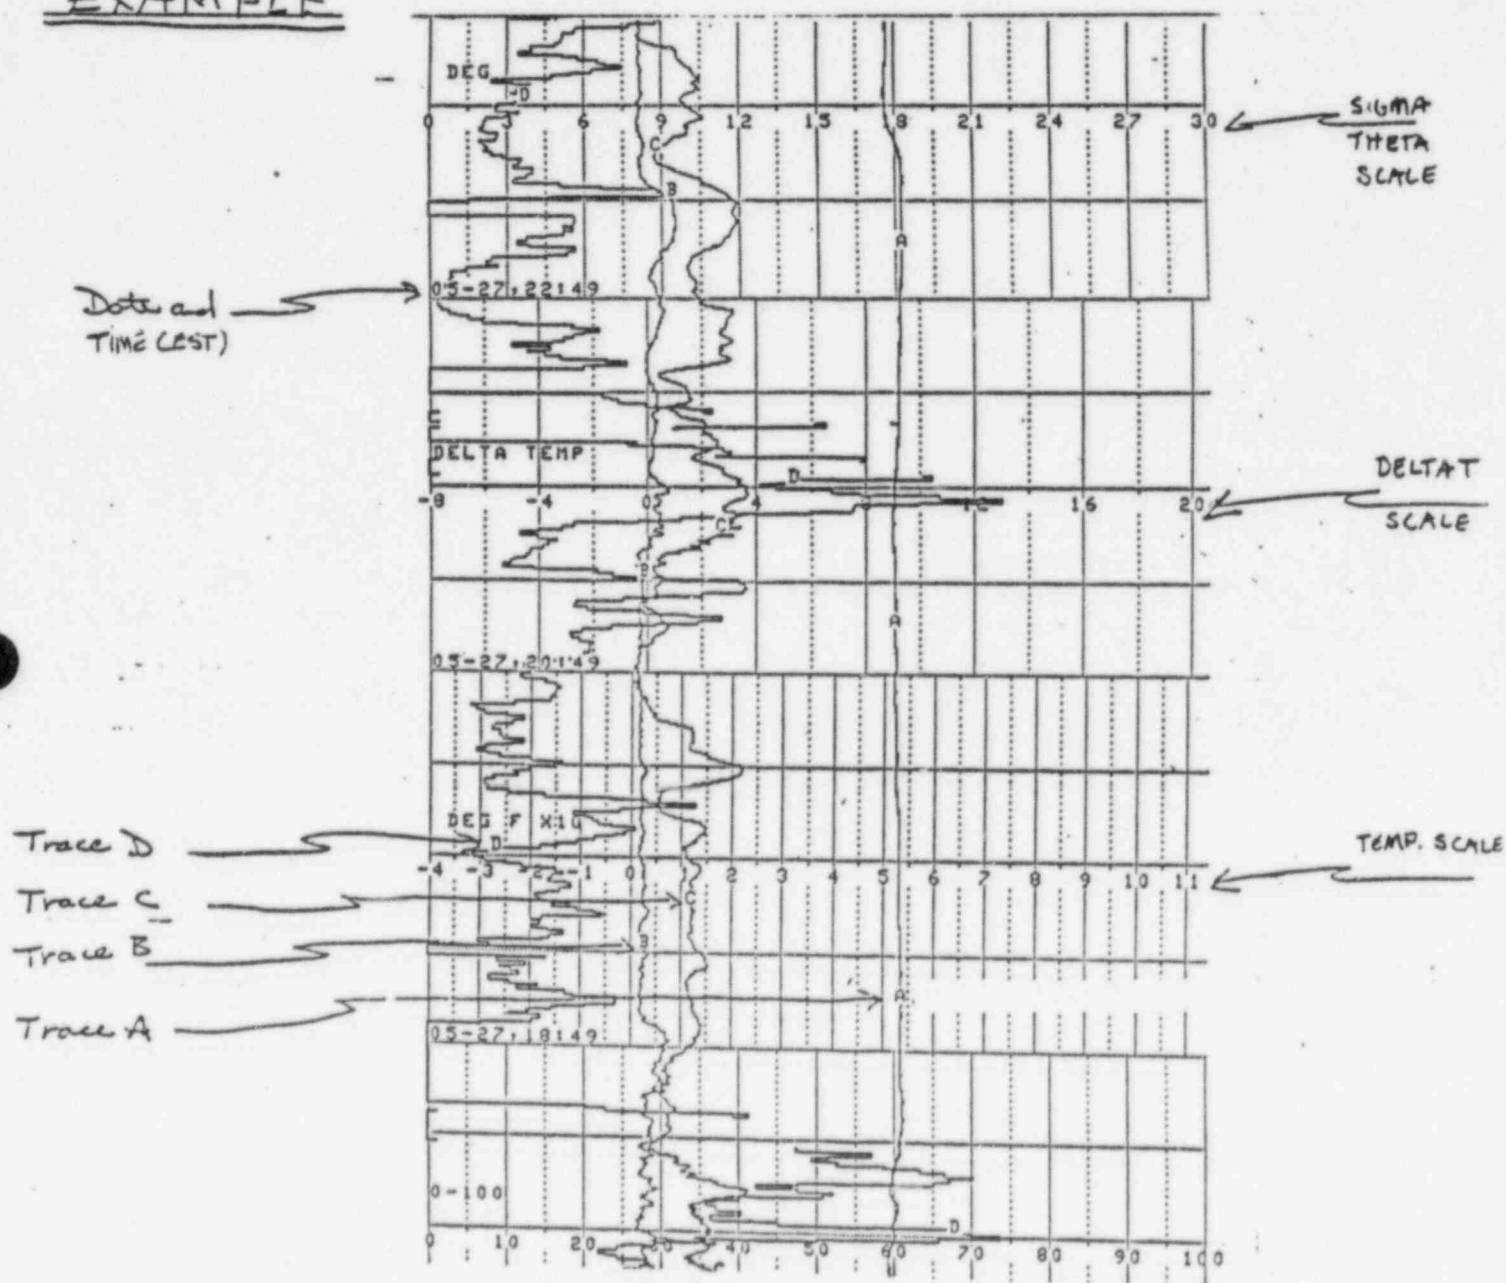 EXAMPLE
DEG
D
0 3 6 9 12 15 18 21 24 27 30
SIGMA
THETA
SCALE
C
B
A
05-27,22:49
Date and
TIME (EST)
DELTA TEMP
D
-8 -4 0 4 8 12 16 20
DELTA T
SCALE
C
B
A
05-27,20:49
DEG F X10
D
-4 -3 -2 -1 0 1 2 3 4 5 6 7 8 9 10 11
TEMP. SCALE
Trace D
Trace C
C
Trace B
B
Trace A
A
05-27,18:49
0-100
D
0 10 20 30 40 50 60 70 80 90 100